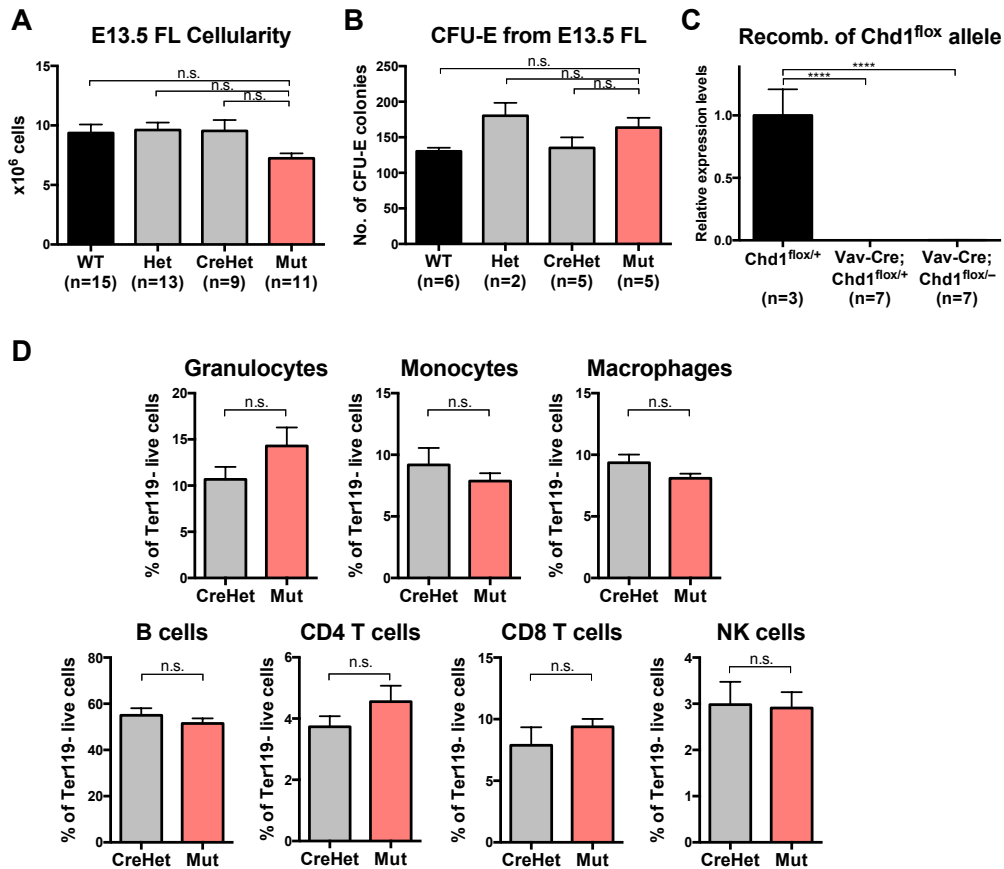 A
E13.5 FL Cellularity
x10⁶ cells
15
10
5
0
n.s.
n.s.
n.s.
WT
(n=15)
Het
(n=13)
CreHet
(n=9)
Mut
(n=11)
B
CFU-E from E13.5 FL
No. of CFU-E colonies
250
200
150
100
50
0
n.s.
n.s.
n.s.
WT
(n=6)
Het
(n=2)
CreHet
(n=5)
Mut
(n=5)
C
Recomb. of Chd1flox allele
Relative expression levels
1.0
0.5
0.0
****
****
Chd1flox/+
(n=3)
Vav-Cre;
Chd1flox/+
(n=7)
Vav-Cre;
Chd1flox/–
(n=7)
D
Granulocytes
% of Ter119- live cells
20
15
10
5
0
n.s.
CreHet
Mut
Monocytes
% of Ter119- live cells
15
10
5
0
n.s.
CreHet
Mut
Macrophages
% of Ter119- live cells
15
10
5
0
n.s.
CreHet
Mut
B cells
% of Ter119- live cells
80
60
40
20
0
n.s.
CreHet
Mut
CD4 T cells
% of Ter119- live cells
6
4
2
0
n.s.
CreHet
Mut
CD8 T cells
% of Ter119- live cells
15
10
5
0
n.s.
CreHet
Mut
NK cells
% of Ter119- live cells
4
3
2
1
0
n.s.
CreHet
Mut